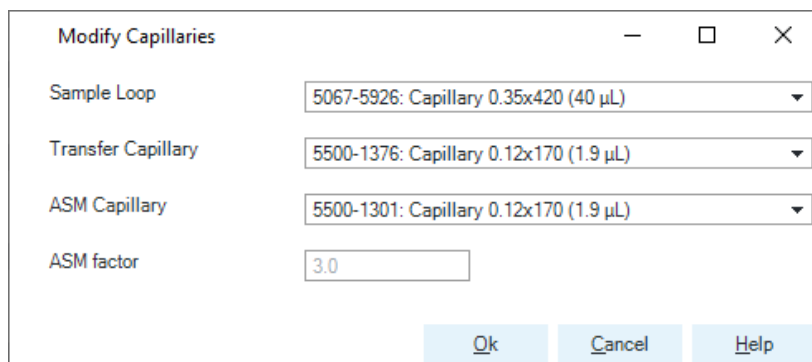 Modify Capillaries
Sample Loop 5067-5926: Capillary 0.35x420 (40 µL)
Transfer Capillary 5500-1376: Capillary 0.12x170 (1.9 µL)
ASM Capillary 5500-1301: Capillary 0.12x170 (1.9 µL)
ASM factor 3.0
Ok Cancel Help